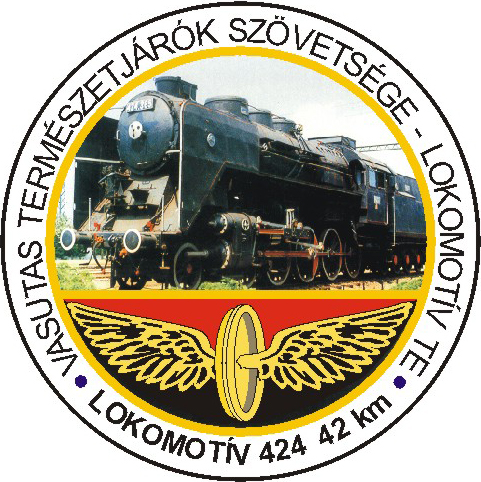 VASUTAS TERMÉSZETJÁRÓK SZÖVETSÉGE - LOKOMOTÍV TE
LOKOMOTÍV 424 42 km